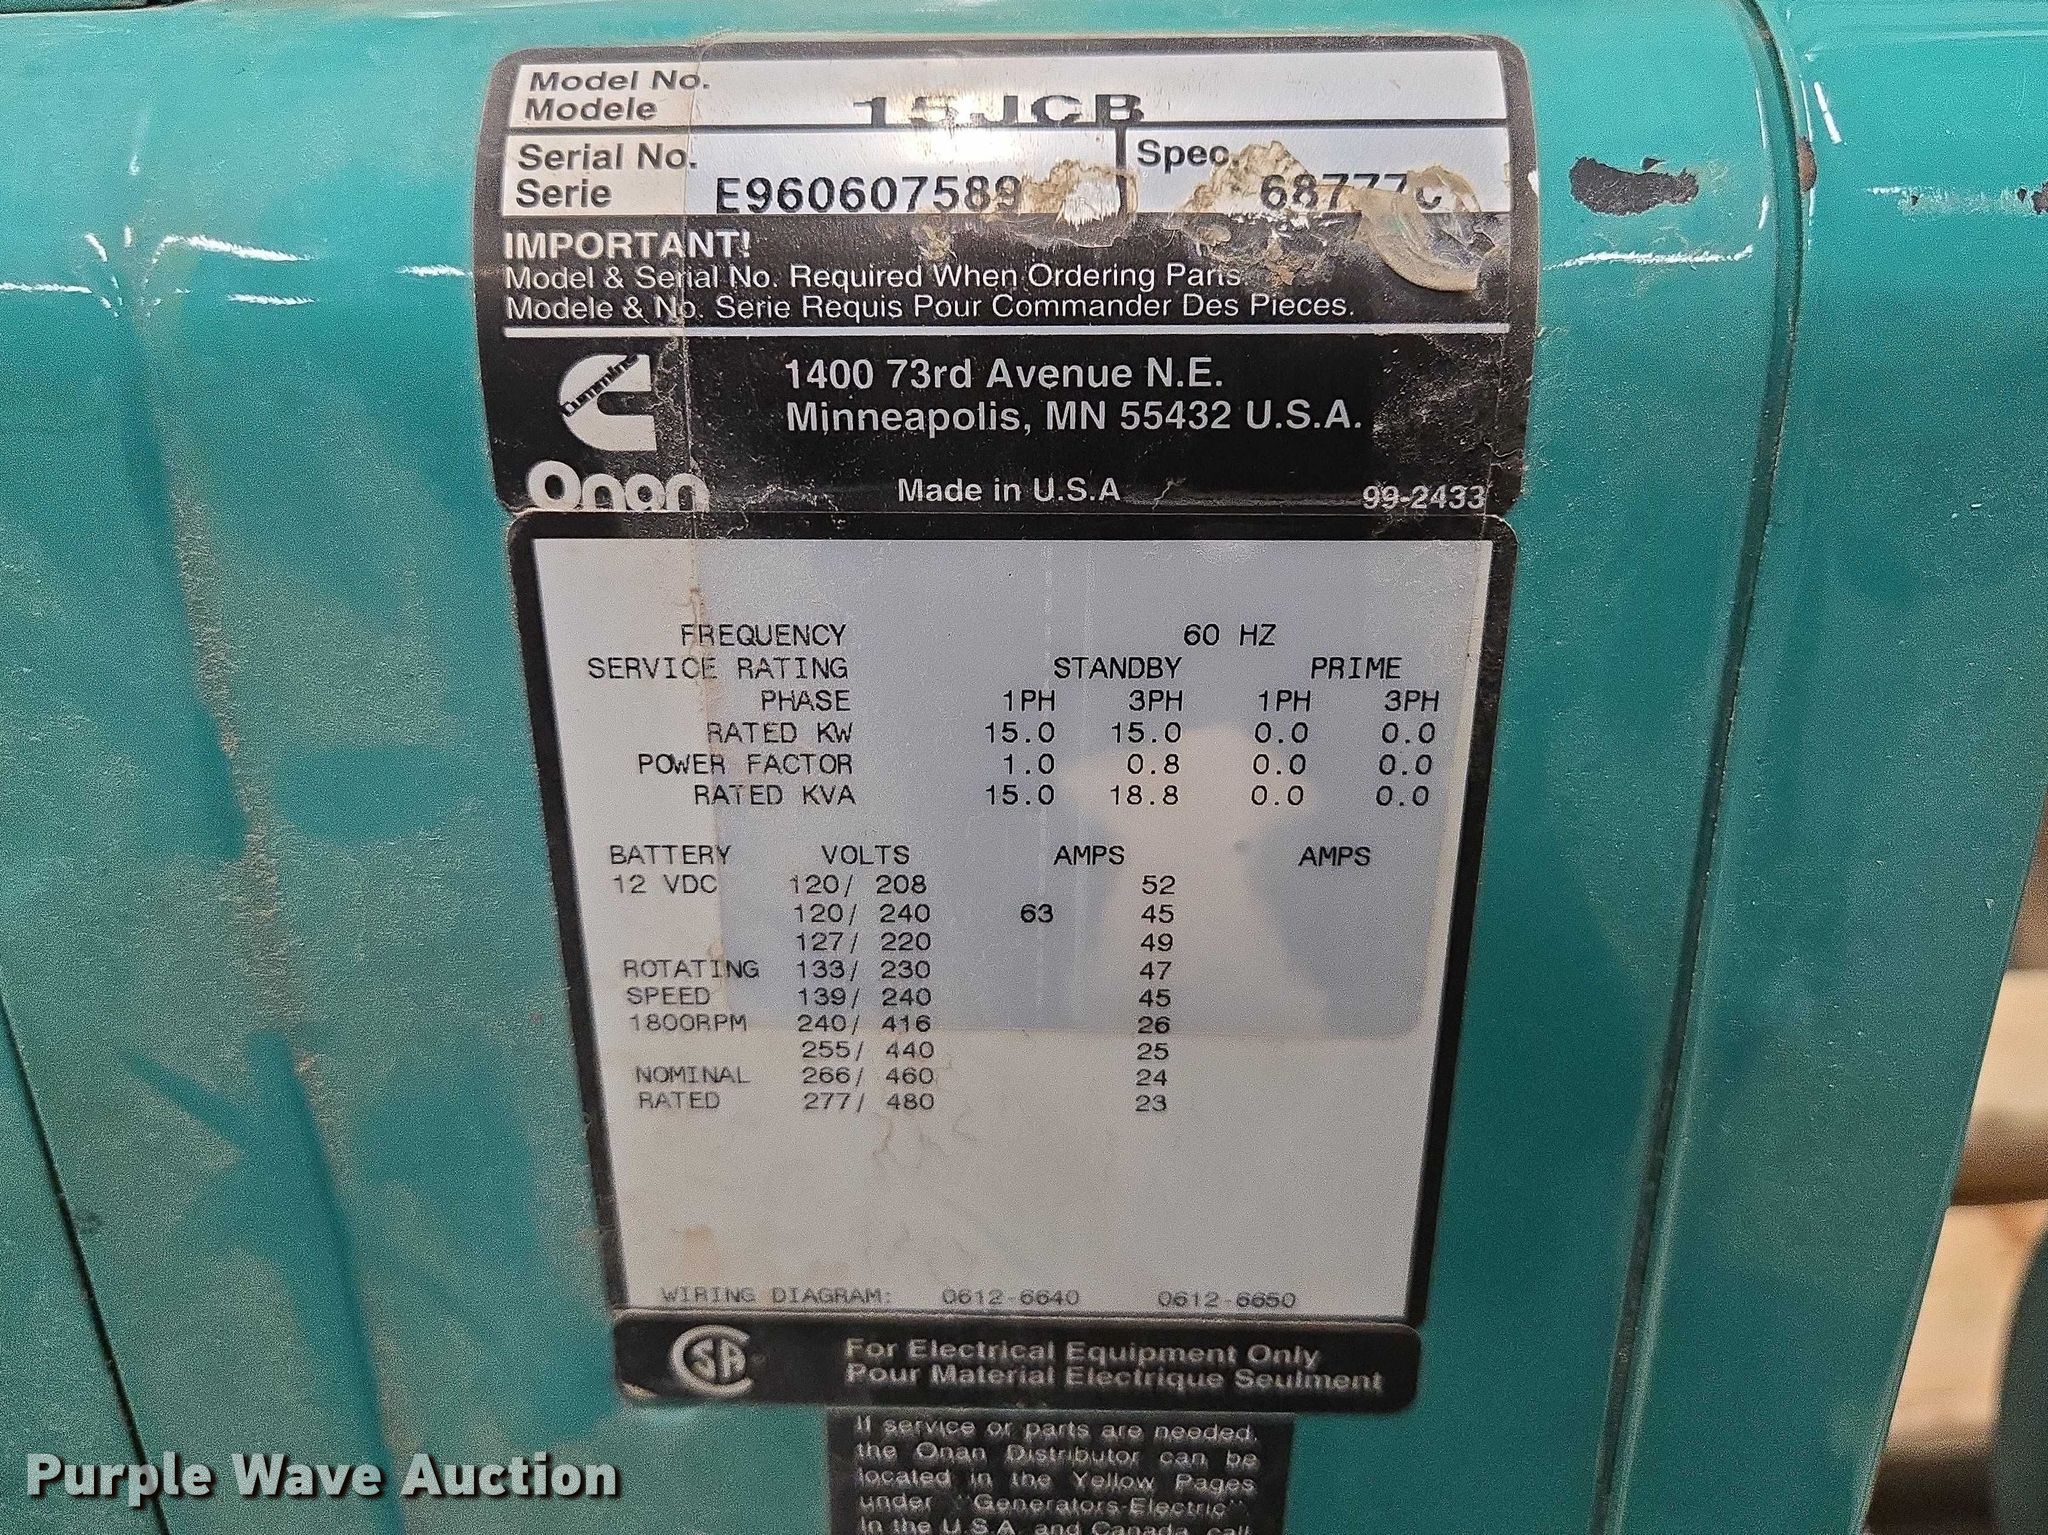 Model No.
Modele 15JCB
Serial No. Spec.
Serie E960607589 68777C
IMPORTANT!
Model & Serial No. Required When Ordering Parts.
Modele & No. Serie Requis Pour Commander Des Pieces.
Cummins
1400 73rd Avenue N.E.
Minneapolis, MN 55432 U.S.A.
Onan Made in U.S.A 99-2433
FREQUENCY 60 HZ
SERVICE RATING STANDBY PRIME
PHASE 1PH 3PH 1PH 3PH
RATED KW 15.0 15.0 0.0 0.0
POWER FACTOR 1.0 0.8 0.0 0.0
RATED KVA 15.0 18.8 0.0 0.0
BATTERY VOLTS AMPS AMPS
12 VDC 120/ 208 52
120/ 240 63 45
127/ 220 49
ROTATING 133/ 230 47
SPEED 139/ 240 45
1800RPM 240/ 416 26
255/ 440 25
NOMINAL 266/ 460 24
RATED 277/ 480 23
WIRING DIAGRAM: 0612-6640 0612-6650
CSA
For Electrical Equipment Only
Pour Material Electrique Seulment
If service or parts are needed,
the Onan Distributor can be
located in the Yellow Pages
under "Generators-Electric"
In the U.S.A. and Canada, call
Purple Wave Auction